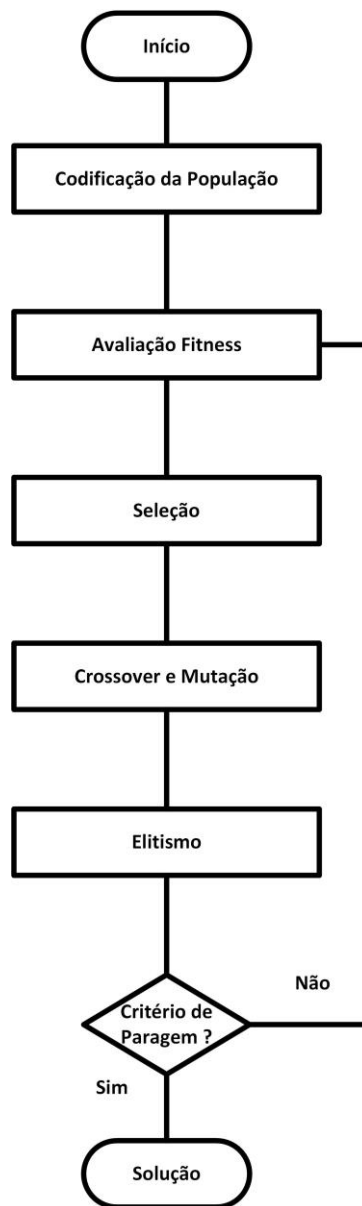 Início
Codificação da População
Avaliação Fitness
Seleção
Crossover e Mutação
Elitismo
Não
Critério de
Paragem ?
Sim
Solução